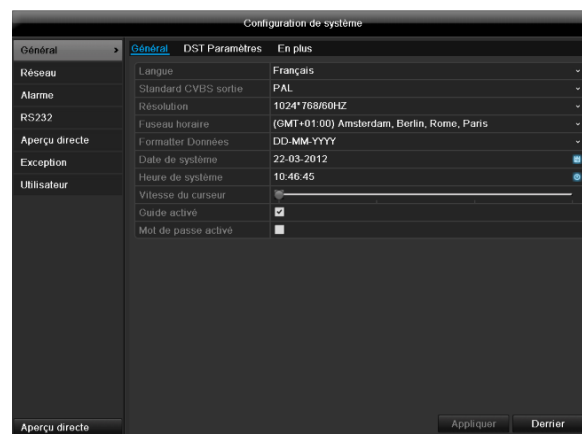 Configuration de système
Général
Réseau
Alarme
RS232
Aperçu directe
Exception
Utilisateur
Général DST Paramètres En plus
Langue Français
Standard CVBS sortie PAL
Résolution 1024*768/60HZ
Fuseau horaire (GMT+01:00) Amsterdam, Berlin, Rome, Paris
Formatter Données DD-MM-YYYY
Date de système 22-03-2012
Heure de système 10:46:45
Vitesse du curseur
Guide activé
Mot de passe activé
Aperçu directe
Appliquer Derrier